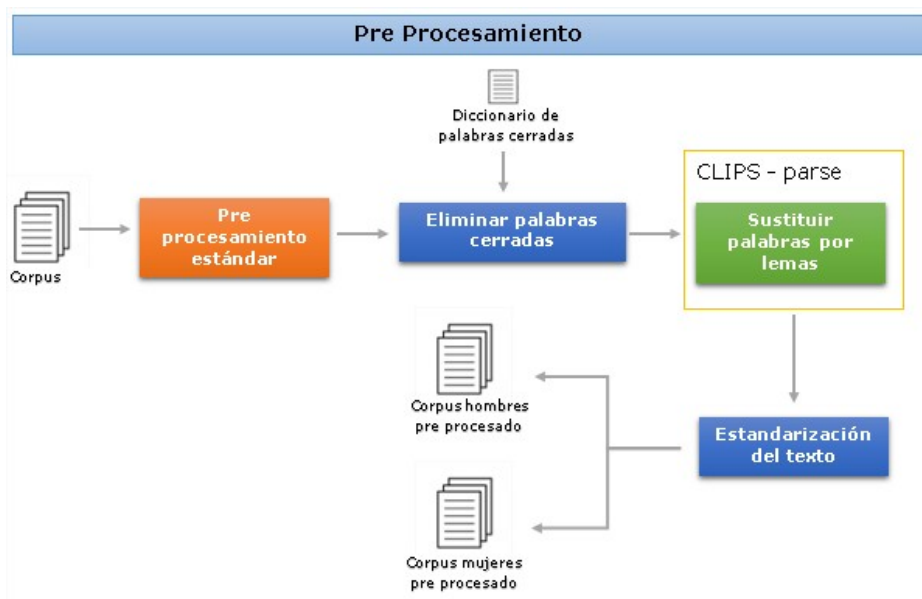 Pre Procesamiento
Diccionario de
palabras cerradas
CLIPS - parse
Corpus
Pre
procesamiento
estándar
Eliminar palabras
cerradas
Sustituir
palabras por
lemas
Corpus hombres
pre procesado
Estandarización
del texto
Corpus mujeres
pre procesado